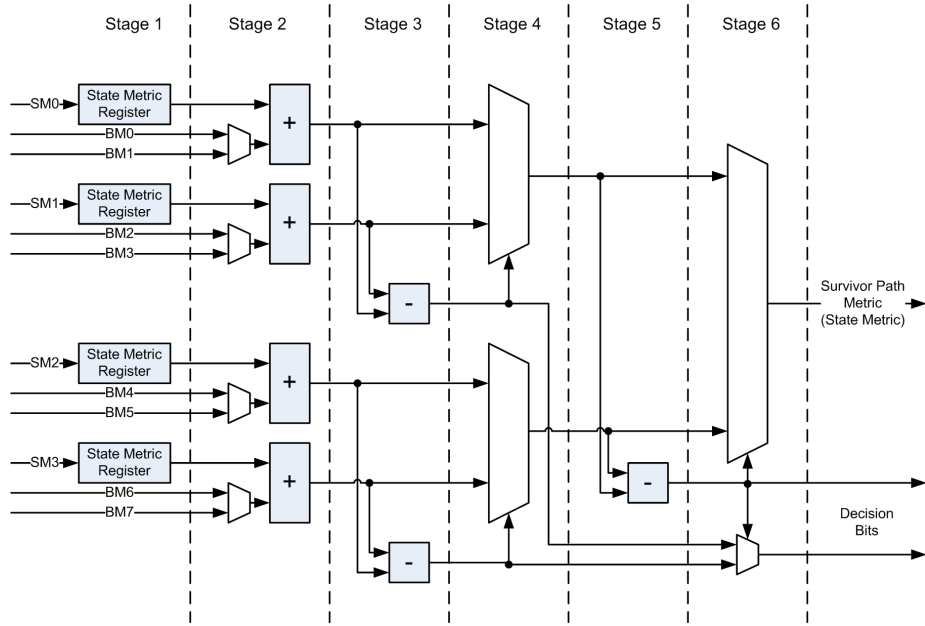 Stage 1
Stage 2
Stage 3
Stage 4
Stage 5
Stage 6
SM0
State Metric
Register
BM0
BM1
+
SM1
State Metric
Register
BM2
BM3
+
-
Survivor Path
Metric
(State Metric)
SM2
State Metric
Register
BM4
BM5
+
SM3
State Metric
Register
BM6
BM7
+
-
Decision
Bits
-